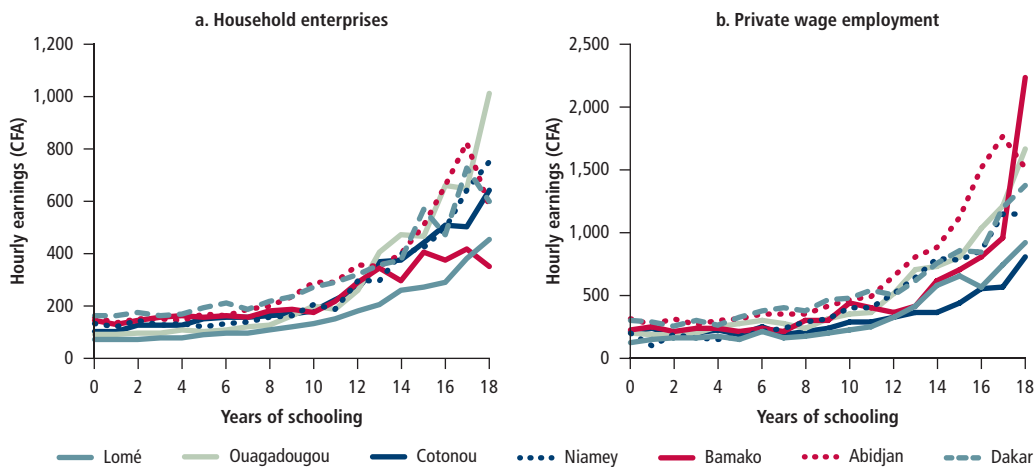 a. Household enterprises
1,200
1,000
800
600
400
200
0
Hourly earnings (CFA)
0 2 4 6 8 10 12 14 16 18
Years of schooling
b. Private wage employment
2,500
2,000
1,500
1,000
500
0
Hourly earnings (CFA)
0 2 4 6 8 10 12 14 16 18
Years of schooling
Lomé Ouagadougou Cotonou Niamey Bamako Abidjan Dakar